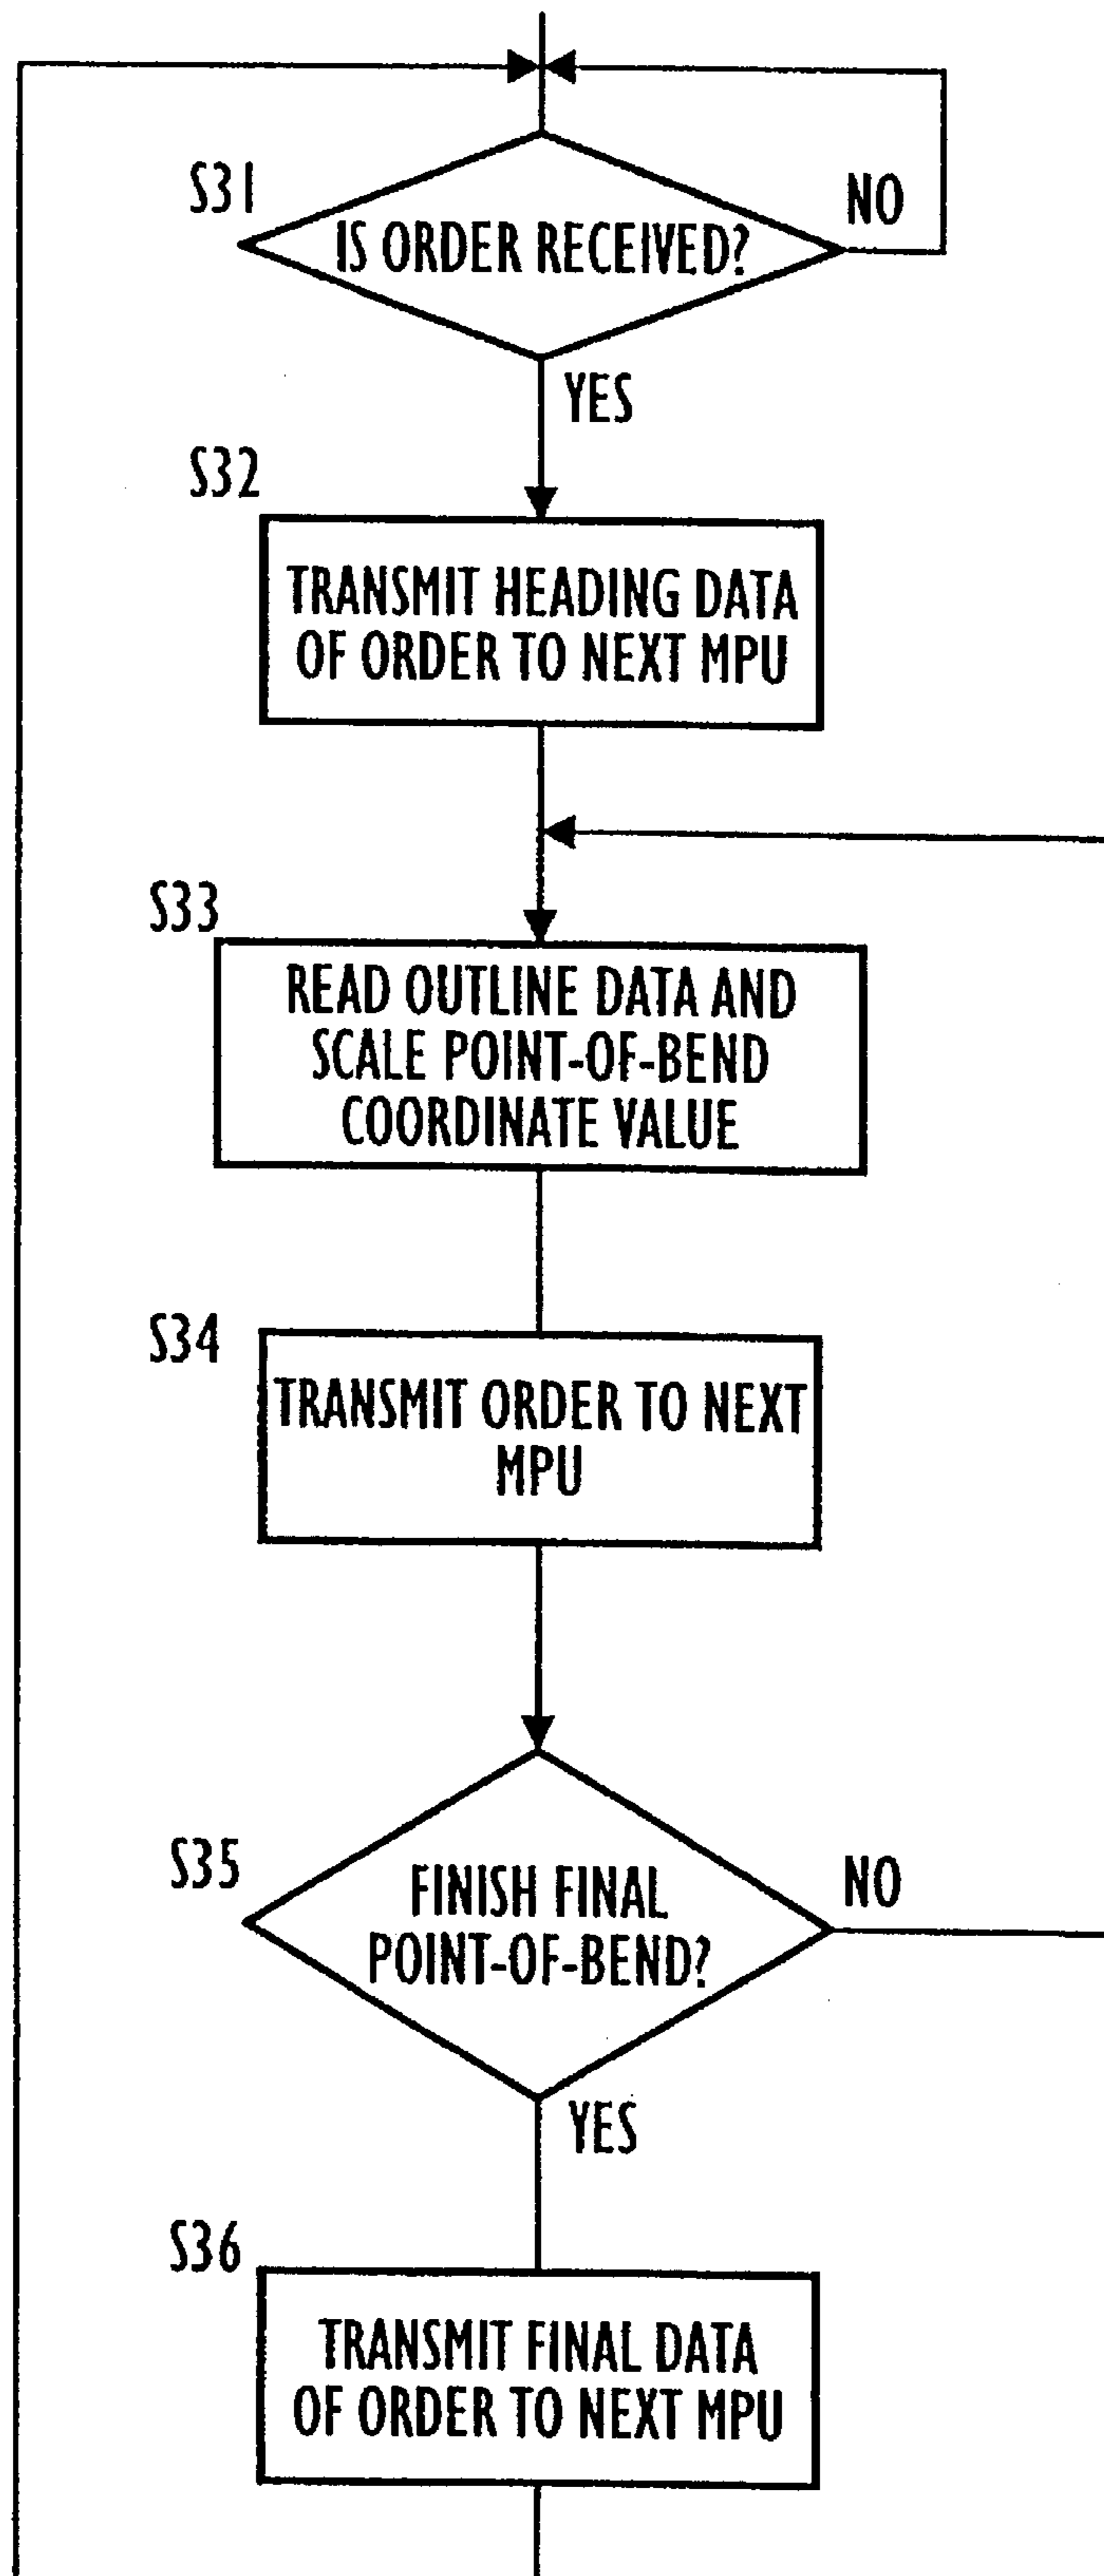 S31
IS ORDER RECEIVED?
NO
YES
S32
TRANSMIT HEADING DATA
OF ORDER TO NEXT MPU
S33
READ OUTLINE DATA AND
SCALE POINT-OF-BEND
COORDINATE VALUE
S34
TRANSMIT ORDER TO NEXT
MPU
S35
FINISH FINAL
POINT-OF-BEND?
NO
YES
S36
TRANSMIT FINAL DATA
OF ORDER TO NEXT MPU